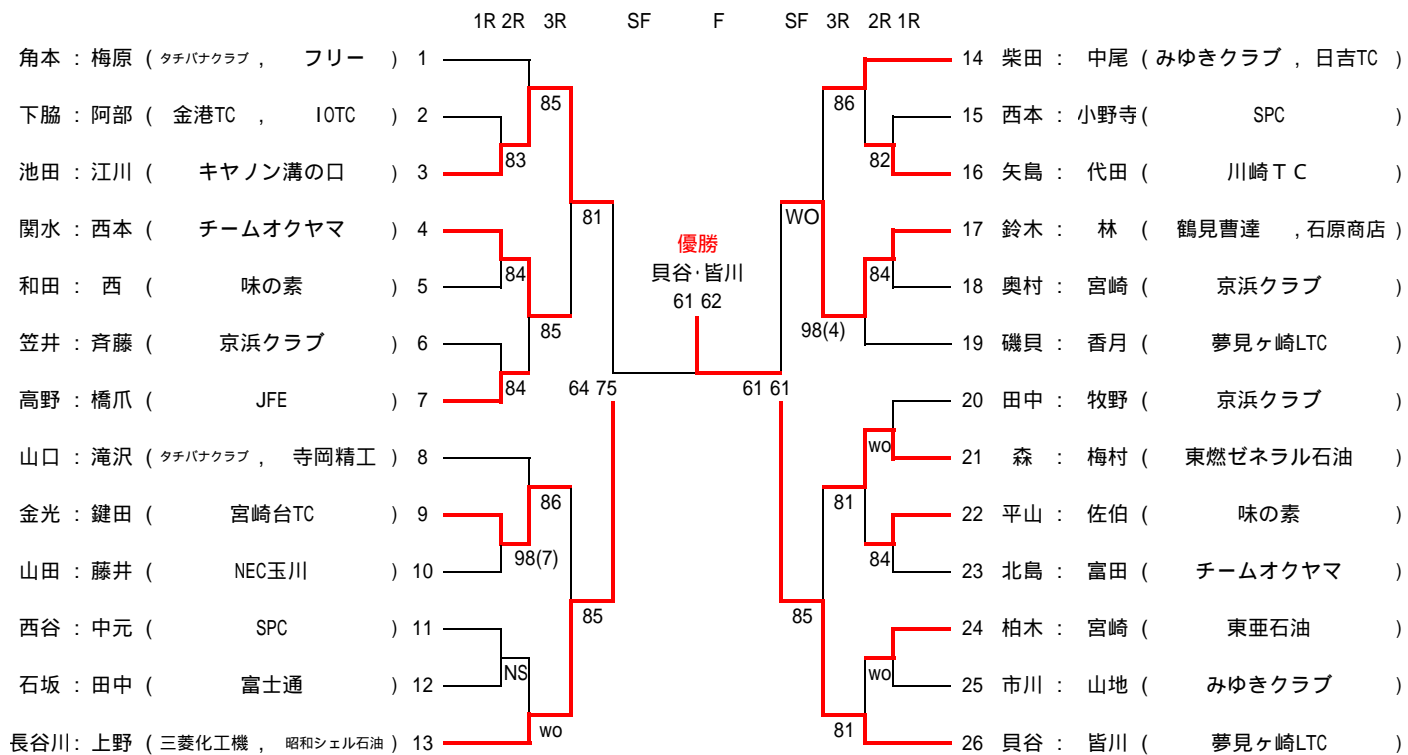 1R 2R 3R SF F SF 3R 2R 1R
角本 : 梅原 ( タチバナクラブ , フリー ) 1
14 柴田 : 中尾 ( みゆきクラブ , 日吉TC )
85
86
下脇 : 阿部 ( 金港TC , IOTC ) 2
15 西本 : 小野寺( SPC )
83
82
池田 : 江川 ( キヤノン溝の口 ) 3
16 矢島 : 代田 ( 川崎TC )
81
WO
関水 : 西本 ( チームオクヤマ ) 4
17 鈴木 : 林 ( 鶴見曹達 , 石原商店 )
優勝
貝谷・皆川
61 62
84
84
和田 : 西 ( 味の素 ) 5
18 奥村 : 宮崎 ( 京浜クラブ )
85
98(4)
笠井 : 斉藤 ( 京浜クラブ ) 6
19 磯貝 : 香月 ( 夢見ヶ崎LTC )
84
64 75
61 61
高野 : 橋爪 ( JFE ) 7
20 田中 : 牧野 ( 京浜クラブ )
wo
山口 : 滝沢 ( タチバナクラブ , 寺岡精工 ) 8
21 森 : 梅村 ( 東燃ゼネラル石油 )
86
81
金光 : 鍵田 ( 宮崎台TC ) 9
22 平山 : 佐伯 ( 味の素 )
98(7)
84
山田 : 藤井 ( NEC玉川 ) 10
23 北島 : 富田 ( チームオクヤマ )
85
85
西谷 : 中元 ( SPC ) 11
24 柏木 : 宮崎 ( 東亜石油 )
NS
wo
石坂 : 田中 ( 富士通 ) 12
25 市川 : 山地 ( みゆきクラブ )
wo
81
長谷川: 上野 ( 三菱化工機 , 昭和シェル石油 ) 13
26 貝谷 : 皆川 ( 夢見ヶ崎LTC )